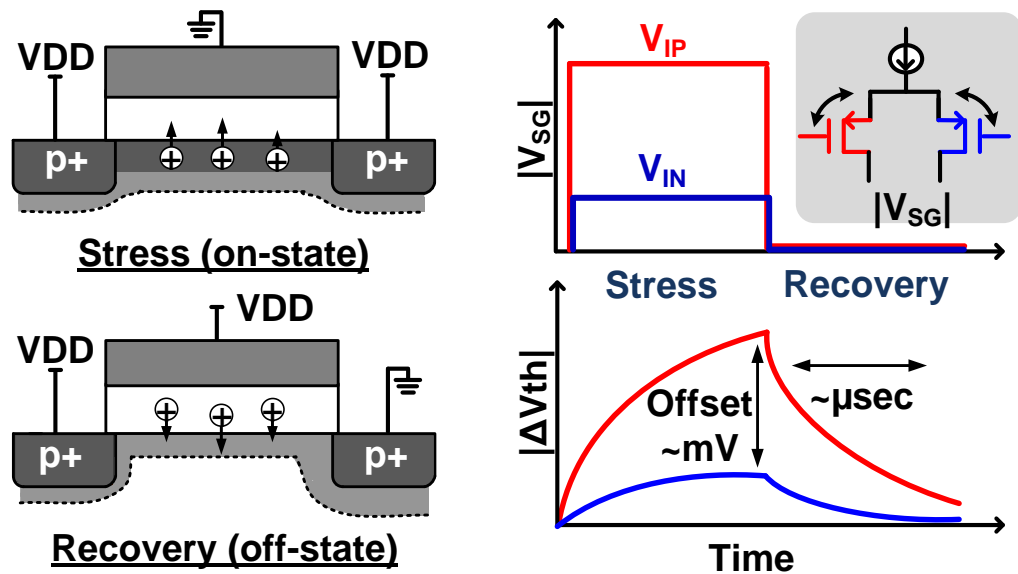 VDD
VDD
p+
p+
+
+
+
Stress (on-state)
VDD
VDD
+
+
+
p+
p+
Recovery (off-state)
|V_SG|
V_IP
V_IN
|V_SG|
Stress
Recovery
|ΔVth|
Offset
~mV
~μsec
Time